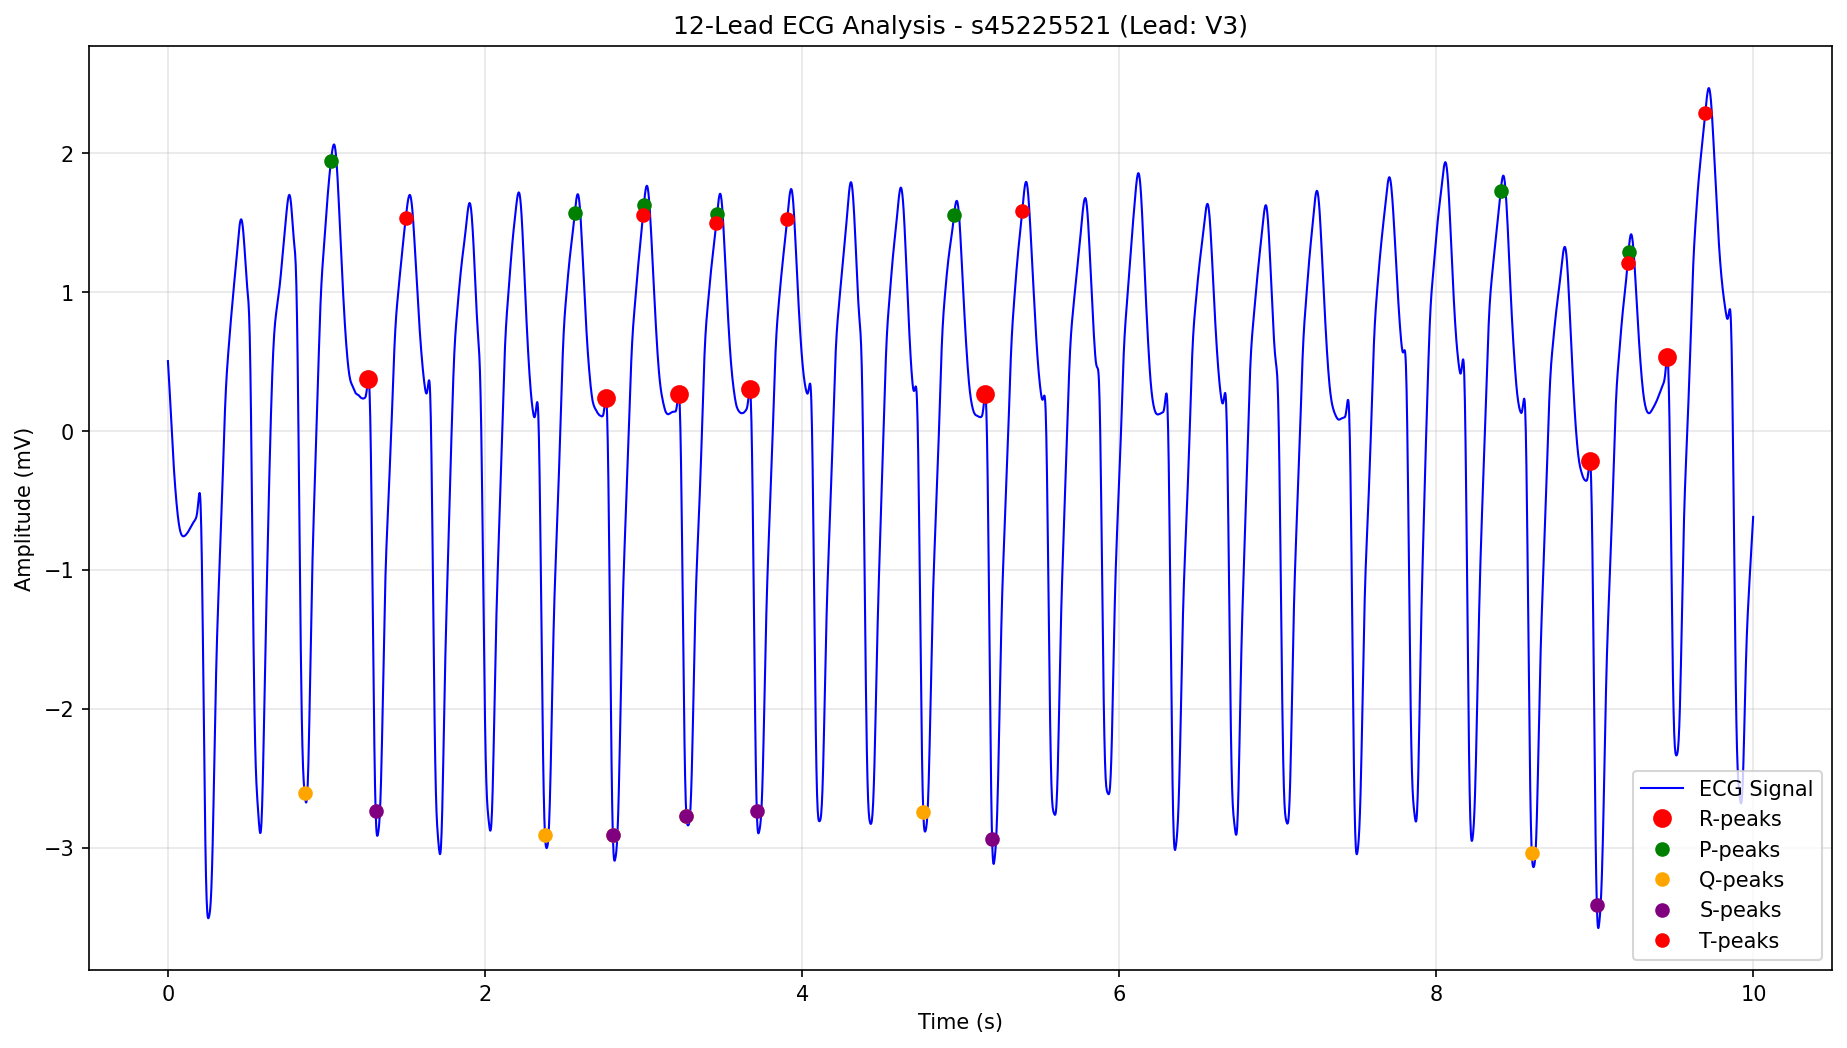 12-Lead ECG Analysis - s45225521 (Lead: V3)
Amplitude (mV)
2
1
0
−1
−2
−3
0
2
4
6
8
10
Time (s)
ECG Signal
R-peaks
P-peaks
Q-peaks
S-peaks
T-peaks